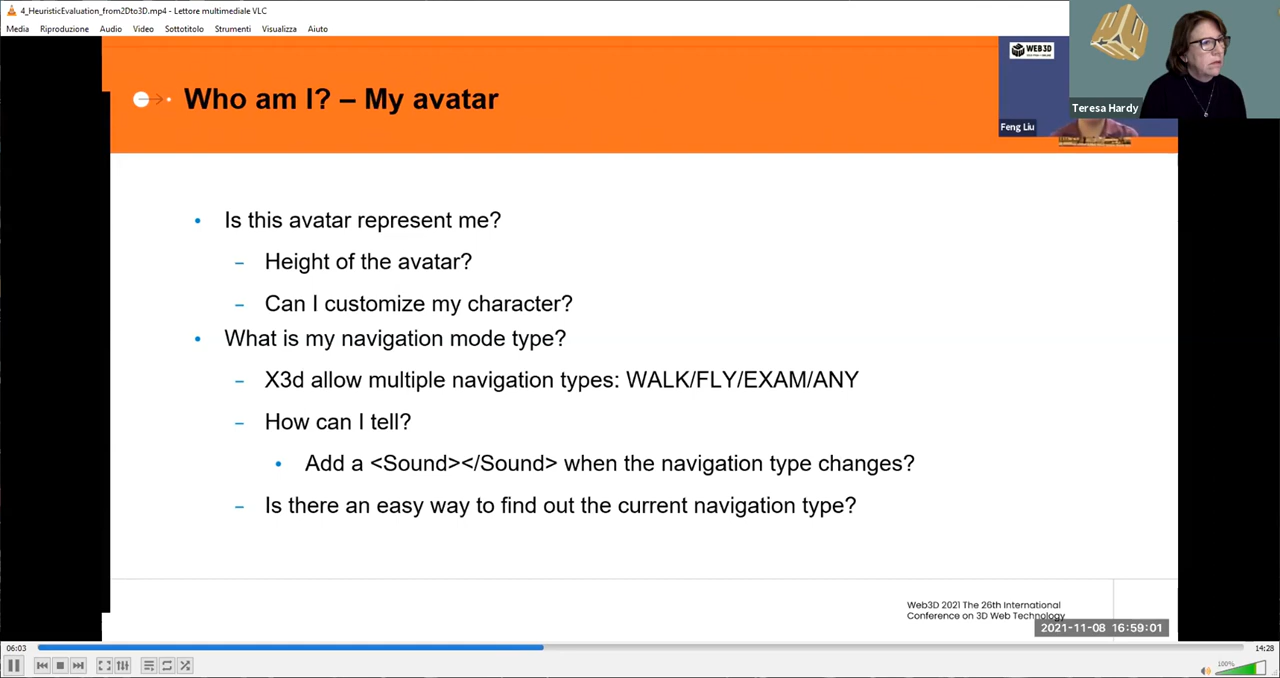 4_HeuristicEvaluation_from2Dto3D.mp4 - Lettore multimediale VLC
Media Riproduzione Audio Video Sottotitolo Strumenti Visualizza Aiuto
WEB3D
Teresa Hardy
Feng Liu
Who am I? – My avatar
• Is this avatar represent me?
– Height of the avatar?
– Can I customize my character?
• What is my navigation mode type?
– X3d allow multiple navigation types: WALK/FLY/EXAM/ANY
– How can I tell?
• Add a <Sound></Sound> when the navigation type changes?
– Is there an easy way to find out the current navigation type?
Web3D 2021 The 26th International
Conference on 3D Web Technology
2021-11-08 16:59:01
06:03
14:28
100%